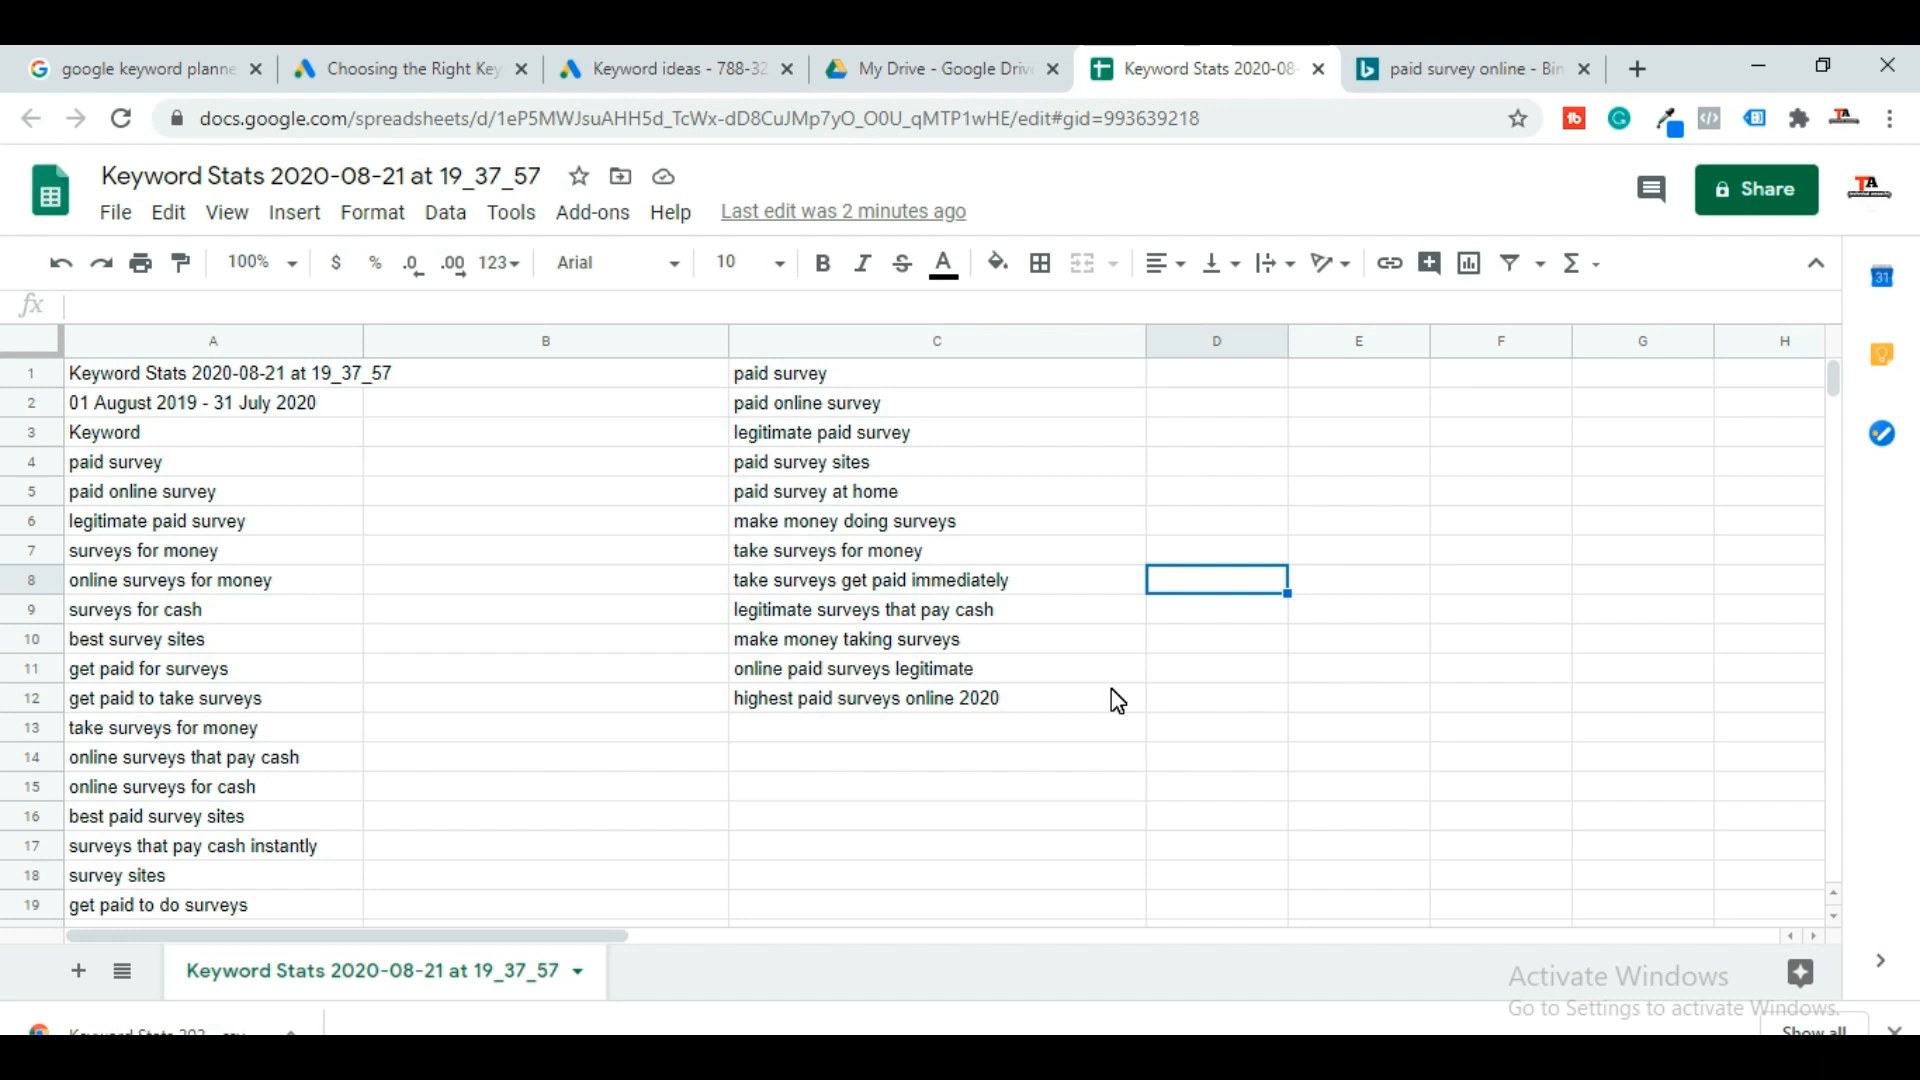 google keyword planne
Choosing the Right Key
Keyword ideas - 788-32
My Drive - Google Driv
Keyword Stats 2020-08-
paid survey online - Bin
docs.google.com/spreadsheets/d/1eP5MWJsuAHH5d_TcWx-dD8CuJMp7yO_O0U_qMTP1wHE/edit#gid=993639218
Keyword Stats 2020-08-21 at 19_37_57
Share
File Edit View Insert Format Data Tools Add-ons Help Last edit was 2 minutes ago
100% $ % .0 .00 123 Arial 10 B I S A
31
fx
A B C D E F G H
1 Keyword Stats 2020-08-21 at 19_37_57 paid survey
2 01 August 2019 - 31 July 2020 paid online survey
3 Keyword legitimate paid survey
4 paid survey paid survey sites
5 paid online survey paid survey at home
6 legitimate paid survey make money doing surveys
7 surveys for money take surveys for money
8 online surveys for money take surveys get paid immediately
9 surveys for cash legitimate surveys that pay cash
10 best survey sites make money taking surveys
11 get paid for surveys online paid surveys legitimate
12 get paid to take surveys highest paid surveys online 2020
13 take surveys for money
14 online surveys that pay cash
15 online surveys for cash
16 best paid survey sites
17 surveys that pay cash instantly
18 survey sites
19 get paid to do surveys
Keyword Stats 2020-08-21 at 19_37_57
Activate Windows
Go to Settings to activate Windows.
Show all